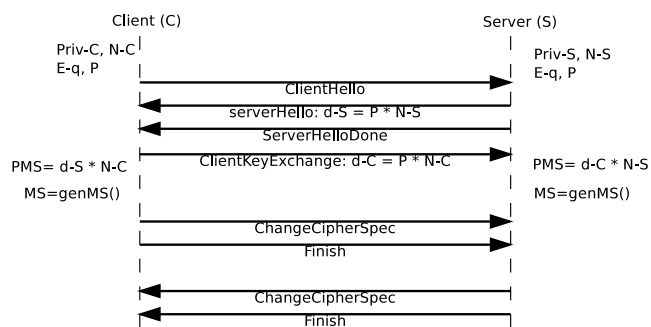 Client (C)
Server (S)
Priv-C, N-C
E-q, P
Priv-S, N-S
E-q, P
ClientHello
serverHello: d-S = P * N-S
ServerHelloDone
ClientKeyExchange: d-C = P * N-C
PMS= d-S * N-C
MS=genMS()
PMS= d-C * N-S
MS=genMS()
ChangeCipherSpec
Finish
ChangeCipherSpec
Finish